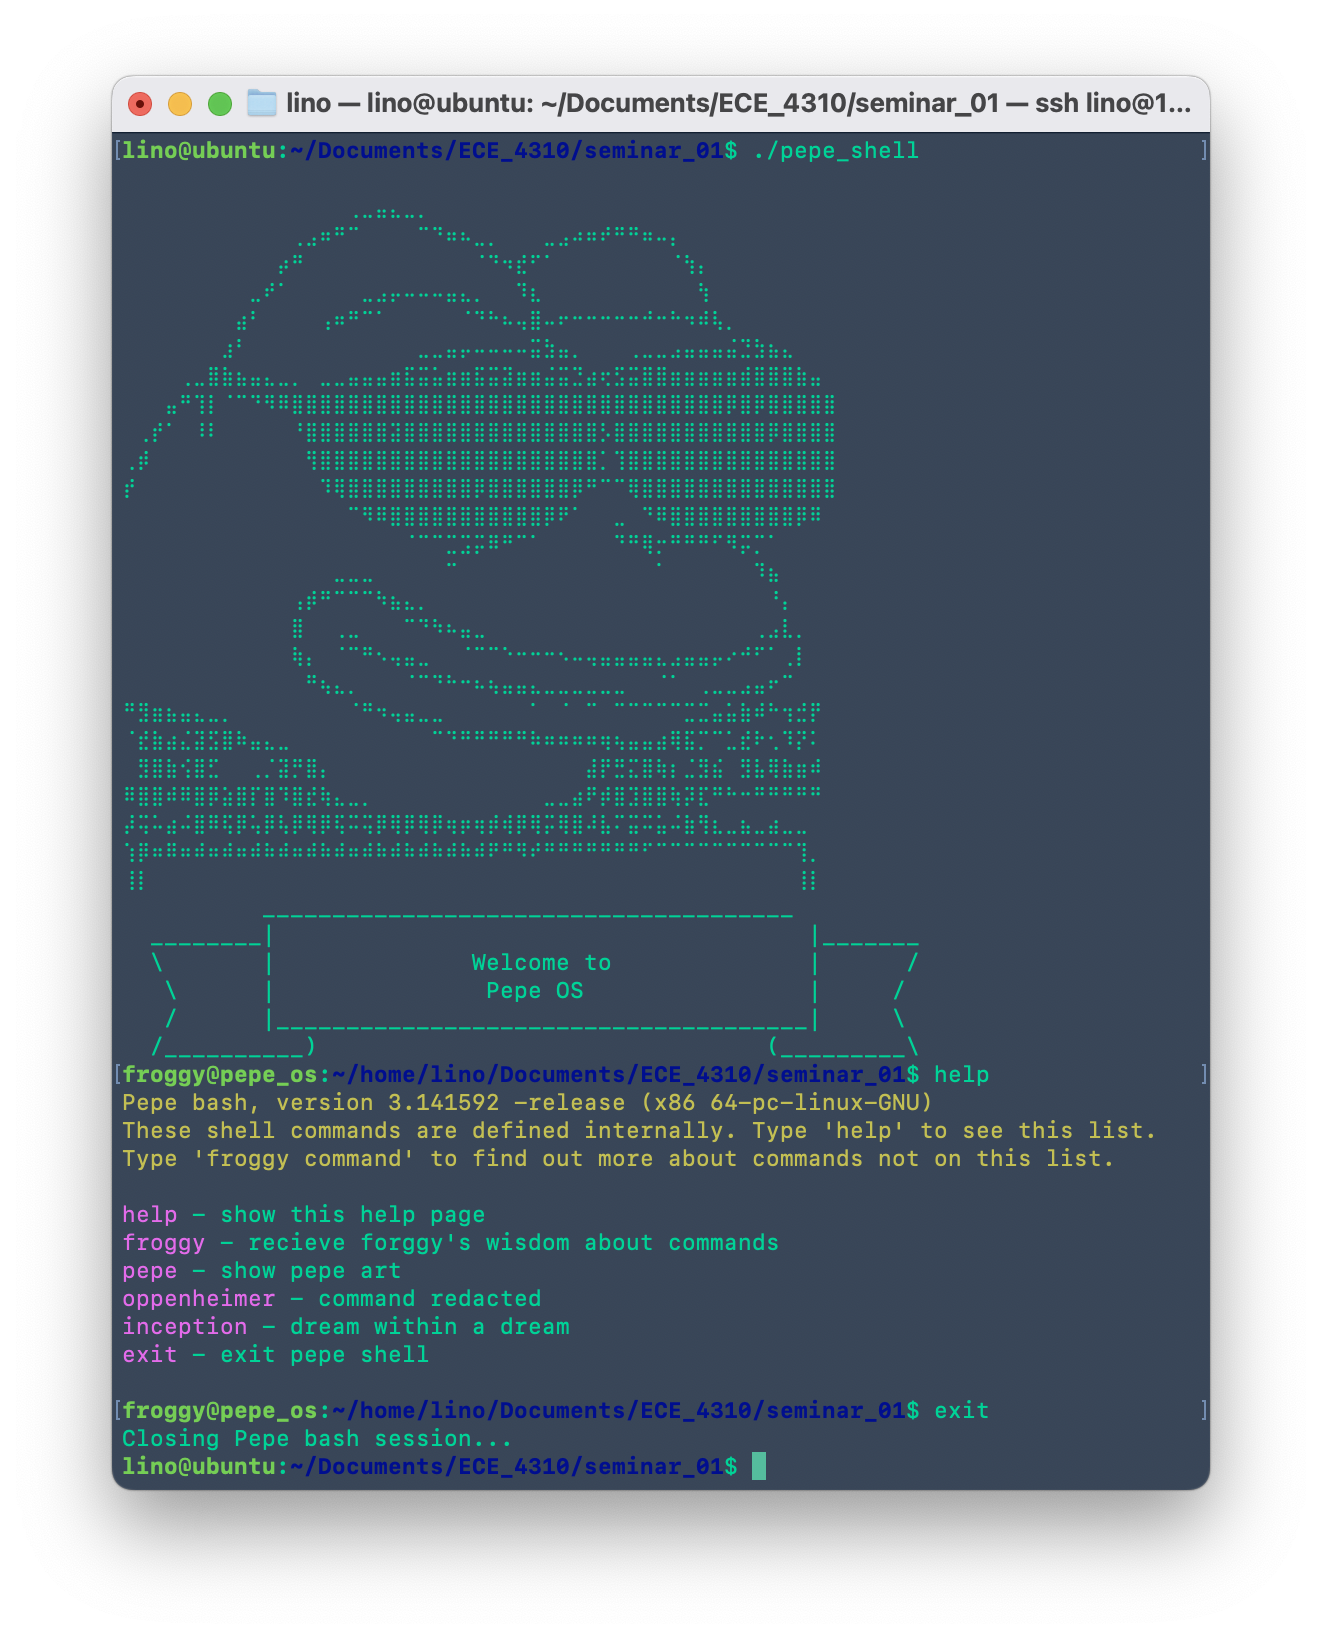 lino — lino@ubuntu: ~/Documents/ECE_4310/seminar_01 — ssh lino@1...
[lino@ubuntu:~/Documents/ECE_4310/seminar_01$ ./pepe_shell ]
Welcome to
Pepe OS
[froggy@pepe_os:~/home/lino/Documents/ECE_4310/seminar_01$ help ]
Pepe bash, version 3.141592 -release (x86 64-pc-linux-GNU)
These shell commands are defined internally. Type 'help' to see this list.
Type 'froggy command' to find out more about commands not on this list.
help - show this help page
froggy - recieve forggy's wisdom about commands
pepe - show pepe art
oppenheimer - command redacted
inception - dream within a dream
exit - exit pepe shell
[froggy@pepe_os:~/home/lino/Documents/ECE_4310/seminar_01$ exit ]
Closing Pepe bash session...
lino@ubuntu:~/Documents/ECE_4310/seminar_01$